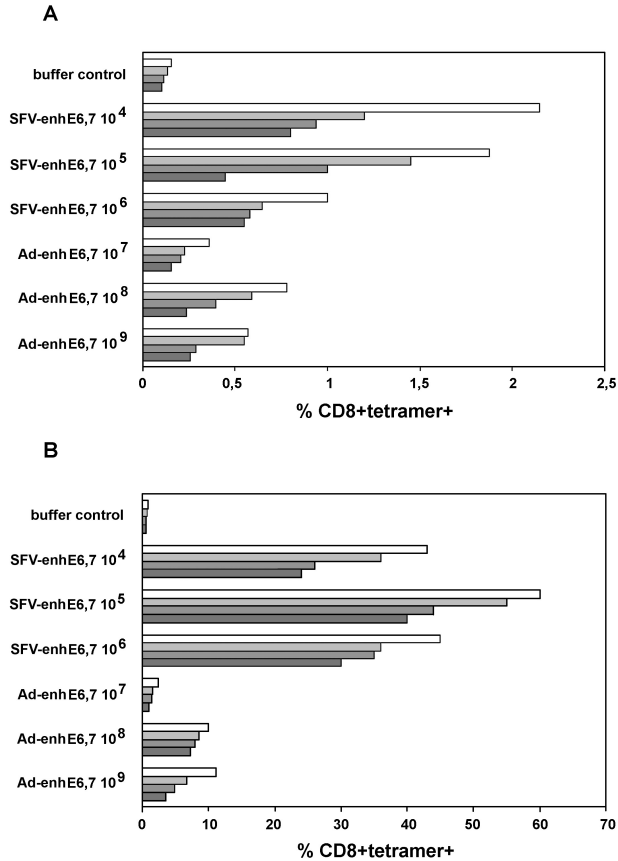 A
buffer control
SFV-enhE6,7 10^4
SFV-enhE6,7 10^5
SFV-enhE6,7 10^6
Ad-enhE6,7 10^7
Ad-enhE6,7 10^8
Ad-enhE6,7 10^9
0 0,5 1 1,5 2 2,5
% CD8+tetramer+
B
buffer control
SFV-enhE6,7 10^4
SFV-enhE6,7 10^5
SFV-enhE6,7 10^6
Ad-enhE6,7 10^7
Ad-enhE6,7 10^8
Ad-enhE6,7 10^9
0 10 20 30 40 50 60 70
% CD8+tetramer+